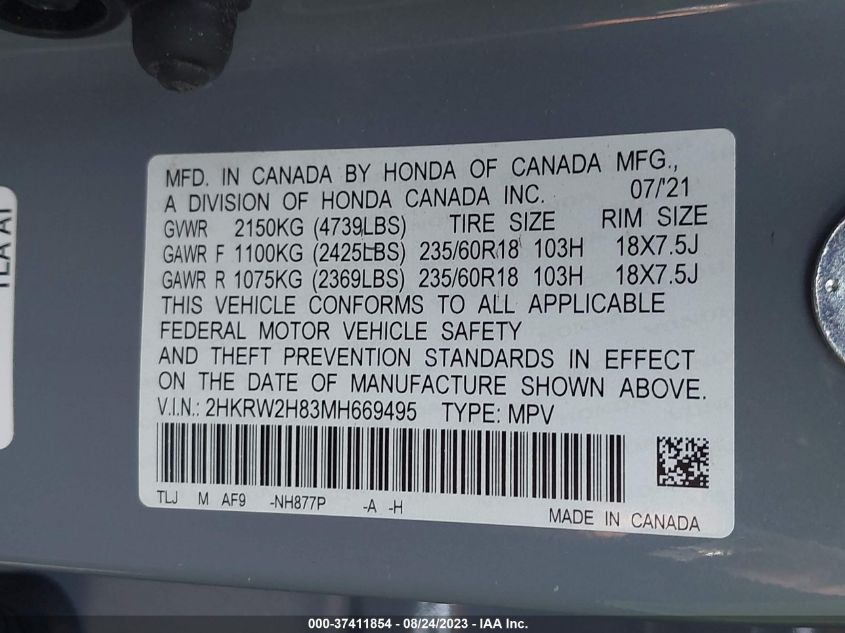 MFD. IN CANADA BY HONDA OF CANADA MFG.,
A DIVISION OF HONDA CANADA INC. 07/'21
GVWR 2150KG (4739LBS) TIRE SIZE RIM SIZE
GAWR F 1100KG (2425LBS) 235/60R18 103H 18X7.5J
GAWR R 1075KG (2369LBS) 235/60R18 103H 18X7.5J
THIS VEHICLE CONFORMS TO ALL APPLICABLE
FEDERAL MOTOR VEHICLE SAFETY
AND THEFT PREVENTION STANDARDS IN EFFECT
ON THE DATE OF MANUFACTURE SHOWN ABOVE.
V.I.N.: 2HKRW2H83MH669495 TYPE: MPV
TLJ M AF9 -NH877P -A -H
MADE IN CANADA
000-37411854 - 08/24/2023 - IAA Inc.